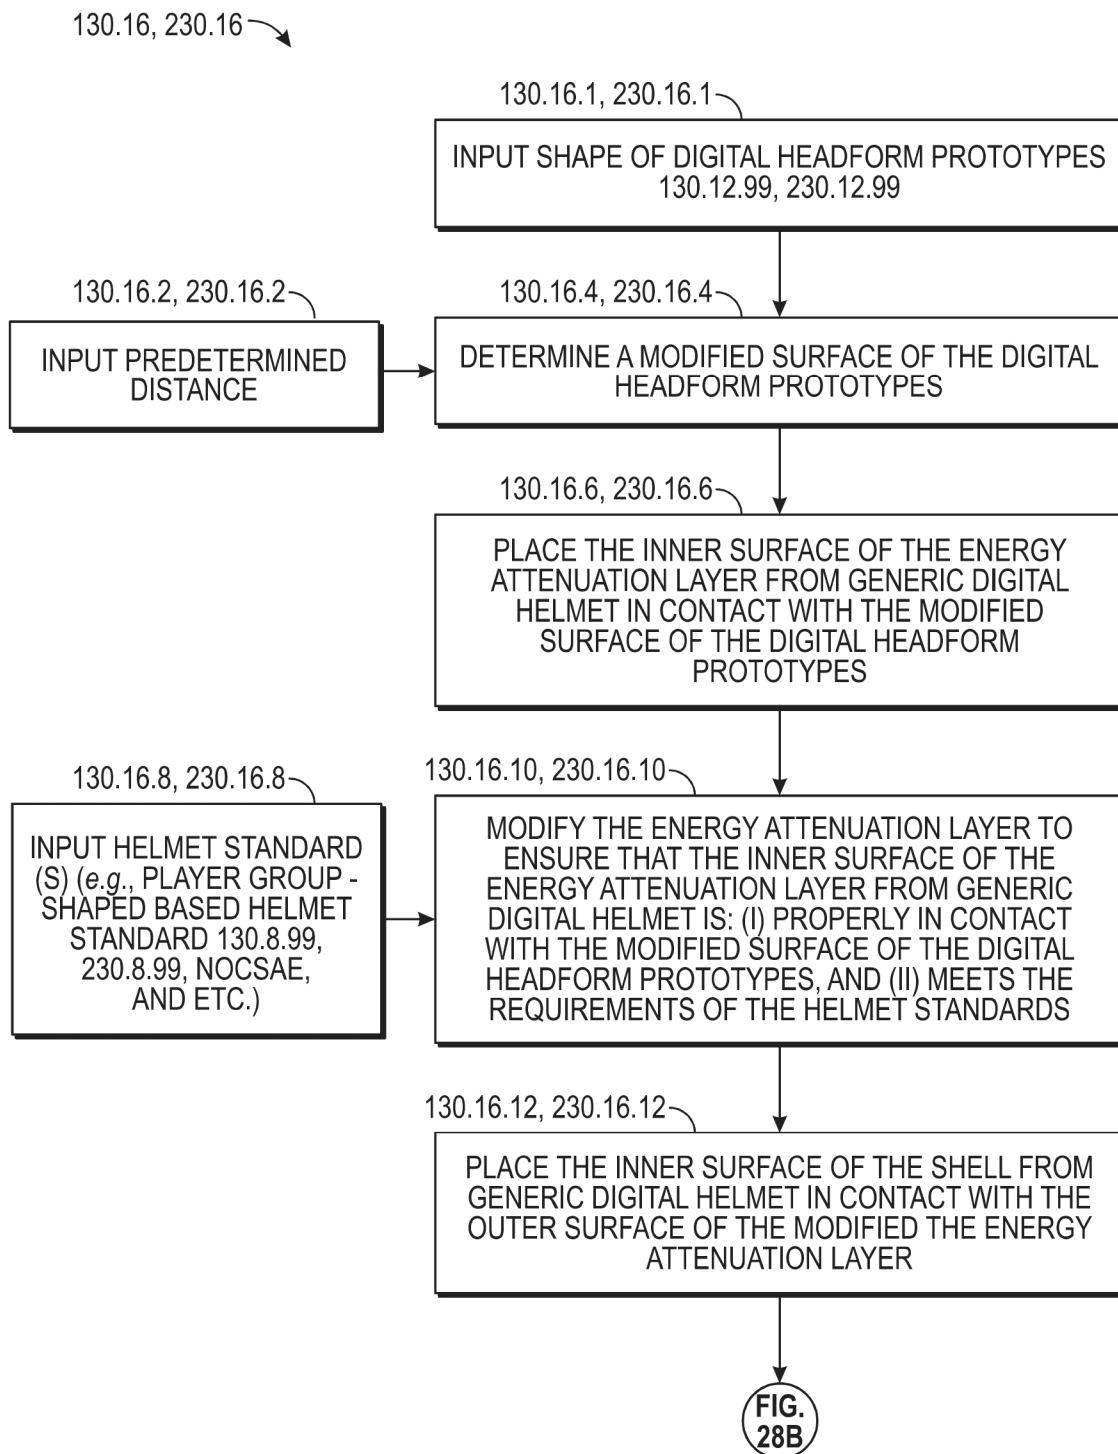 130.16, 230.16
130.16.1, 230.16.1
INPUT SHAPE OF DIGITAL HEADFORM PROTOTYPES
130.12.99, 230.12.99
130.16.2, 230.16.2
INPUT PREDETERMINED
DISTANCE
130.16.4, 230.16.4
DETERMINE A MODIFIED SURFACE OF THE DIGITAL
HEADFORM PROTOTYPES
130.16.6, 230.16.6
PLACE THE INNER SURFACE OF THE ENERGY
ATTENUATION LAYER FROM GENERIC DIGITAL
HELMET IN CONTACT WITH THE MODIFIED
SURFACE OF THE DIGITAL HEADFORM
PROTOTYPES
130.16.8, 230.16.8
INPUT HELMET STANDARD
(S) (e.g., PLAYER GROUP -
SHAPED BASED HELMET
STANDARD 130.8.99,
230.8.99, NOCSAE,
AND ETC.)
130.16.10, 230.16.10
MODIFY THE ENERGY ATTENUATION LAYER TO
ENSURE THAT THE INNER SURFACE OF THE
ENERGY ATTENUATION LAYER FROM GENERIC
DIGITAL HELMET IS: (I) PROPERLY IN CONTACT
WITH THE MODIFIED SURFACE OF THE DIGITAL
HEADFORM PROTOTYPES, AND (II) MEETS THE
REQUIREMENTS OF THE HELMET STANDARDS
130.16.12, 230.16.12
PLACE THE INNER SURFACE OF THE SHELL FROM
GENERIC DIGITAL HELMET IN CONTACT WITH THE
OUTER SURFACE OF THE MODIFIED THE ENERGY
ATTENUATION LAYER
FIG.
28B